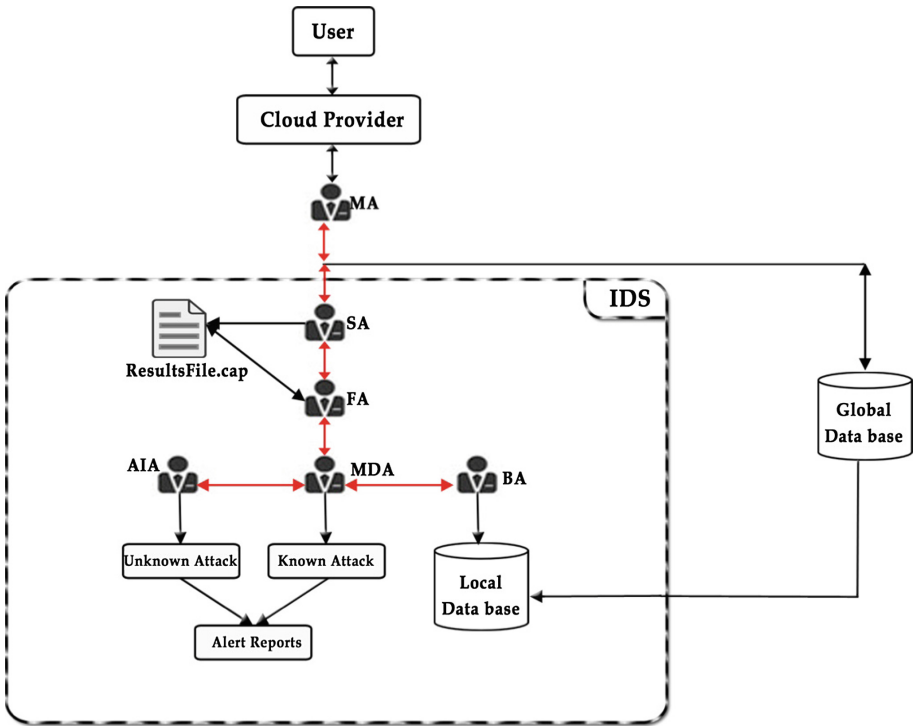 User
Cloud Provider
MA
IDS
SA
ResultsFile.cap
FA
Global
Data base
AIA
MDA
BA
Unknown Attack
Known Attack
Local
Data base
Alert Reports